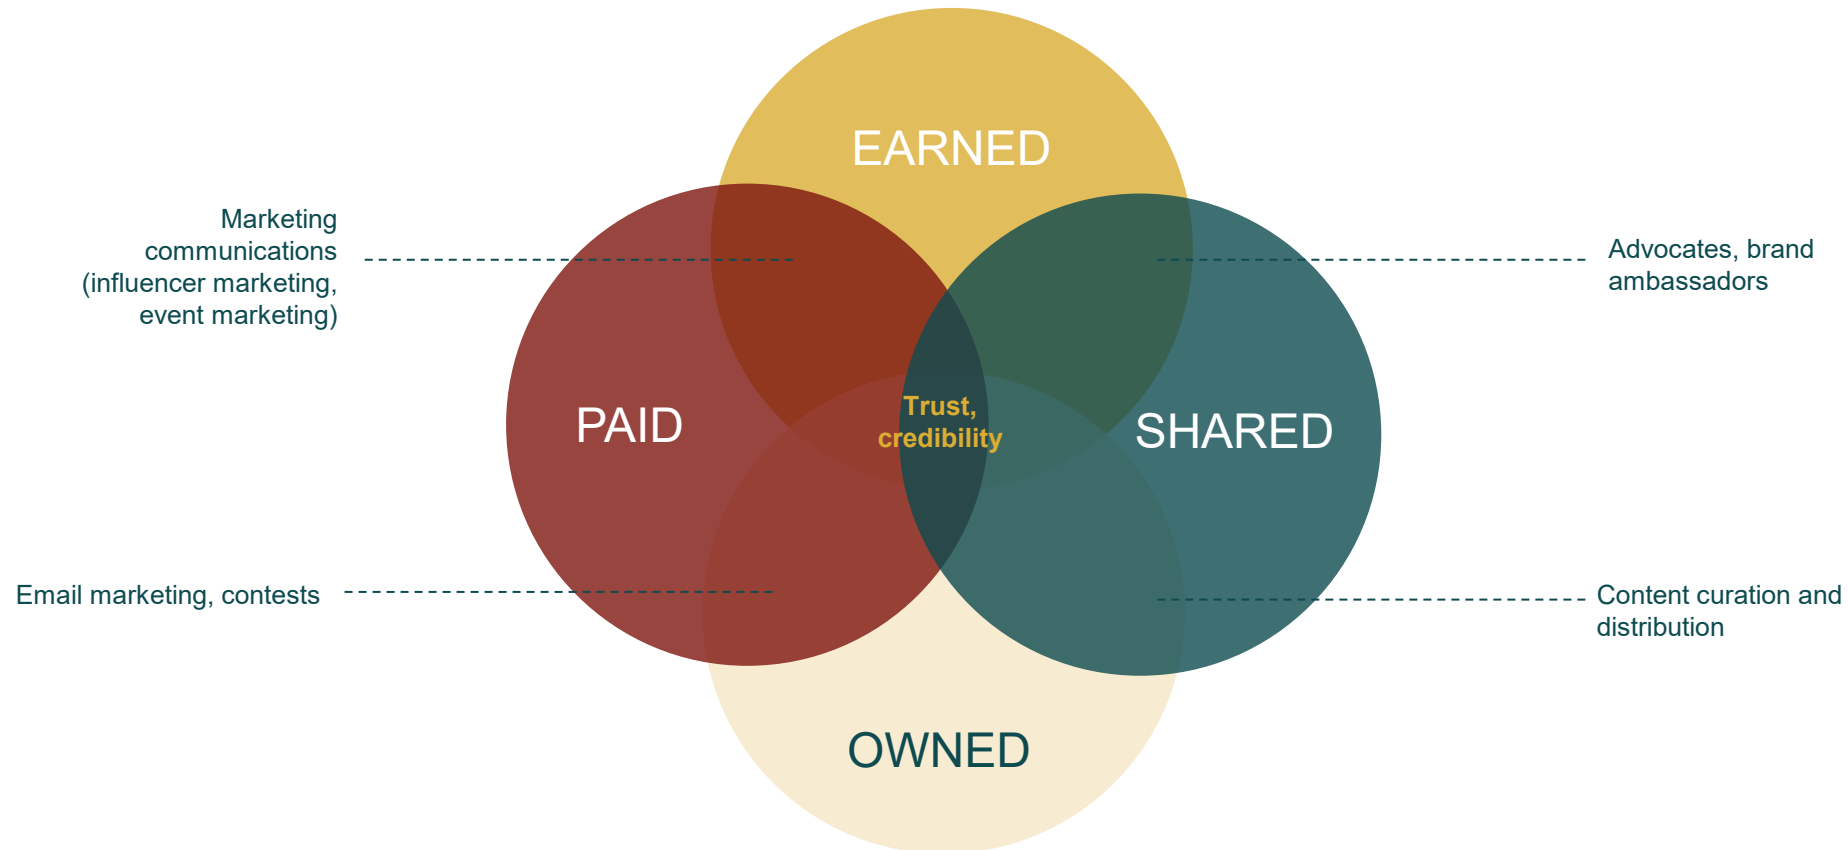 EARNED
Marketing
communications
(influencer marketing,
event marketing)
Advocates, brand
ambassadors
PAID
Trust,
credibility
SHARED
Email marketing, contests
Content curation and
distribution
OWNED